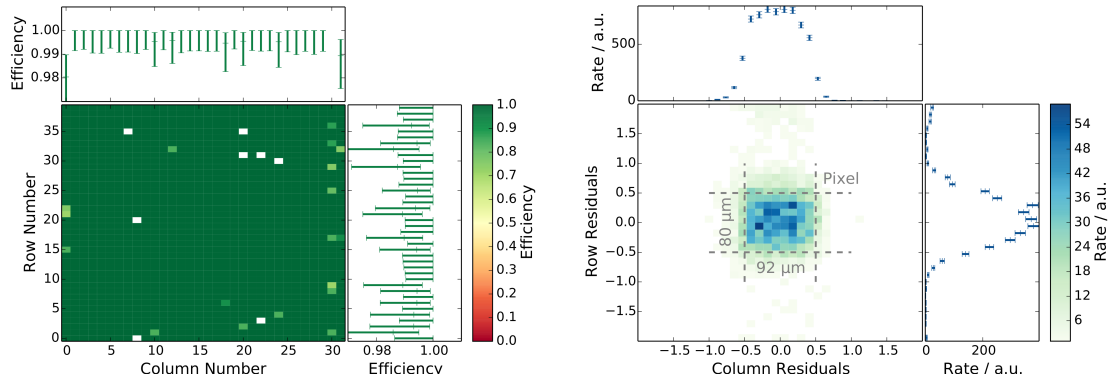 Efficiency
1.00
0.99
0.98
Row Number
35
30
25
20
15
10
5
0
0 5 10 15 20 25 30
Column Number
0.98 1.00
Efficiency
1.0
0.9
0.8
0.7
0.6
0.5
0.4
0.3
0.2
0.1
0.0
Efficiency
Rate / a.u.
500
0
Row Residuals
1.5
1.0
0.5
0.0
−0.5
−1.0
−1.5
Pixel
80 µm
92 µm
−1.5 −1.0 −0.5 0.0 0.5 1.0 1.5
Column Residuals
0 200
Rate / a.u.
54
48
42
36
30
24
18
12
6
Rate / a.u.